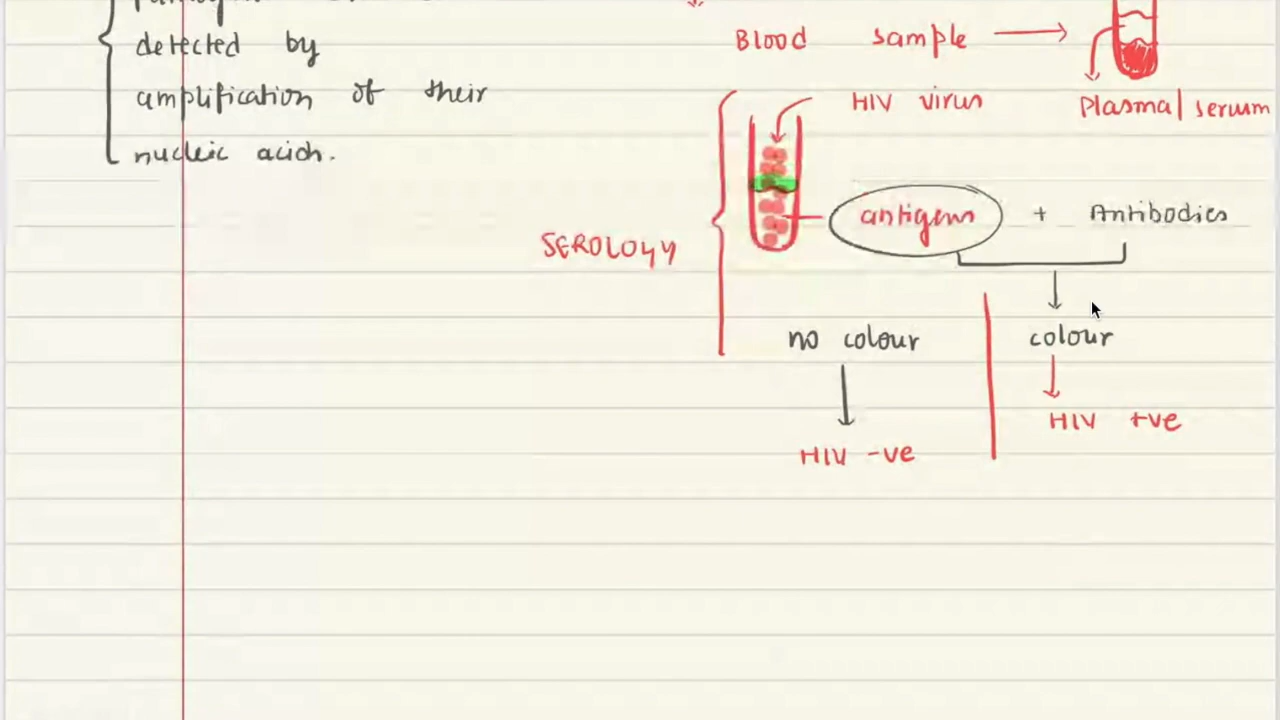 detected by
amplification of their
nucleic acid.
Blood sample
Plasma/serum
HIV virus
antigens + Antibodies
SEROLOGY
no colour
colour
HIV +ve
HIV -ve